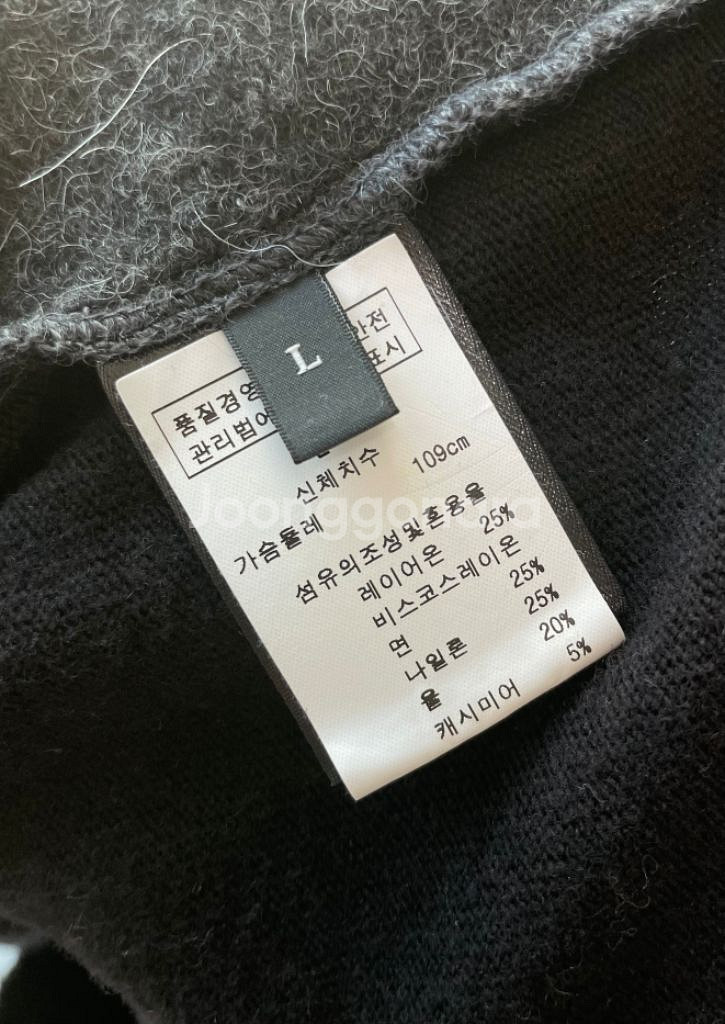 L
품질경영
관리법에
안전
표시
신체치수
가슴둘레 109cm
섬유의조성및혼용율
레이어온 25%
비스코스레이온
25%
면 25%
나일론 20%
울 5%
캐시미어
Joonggonara